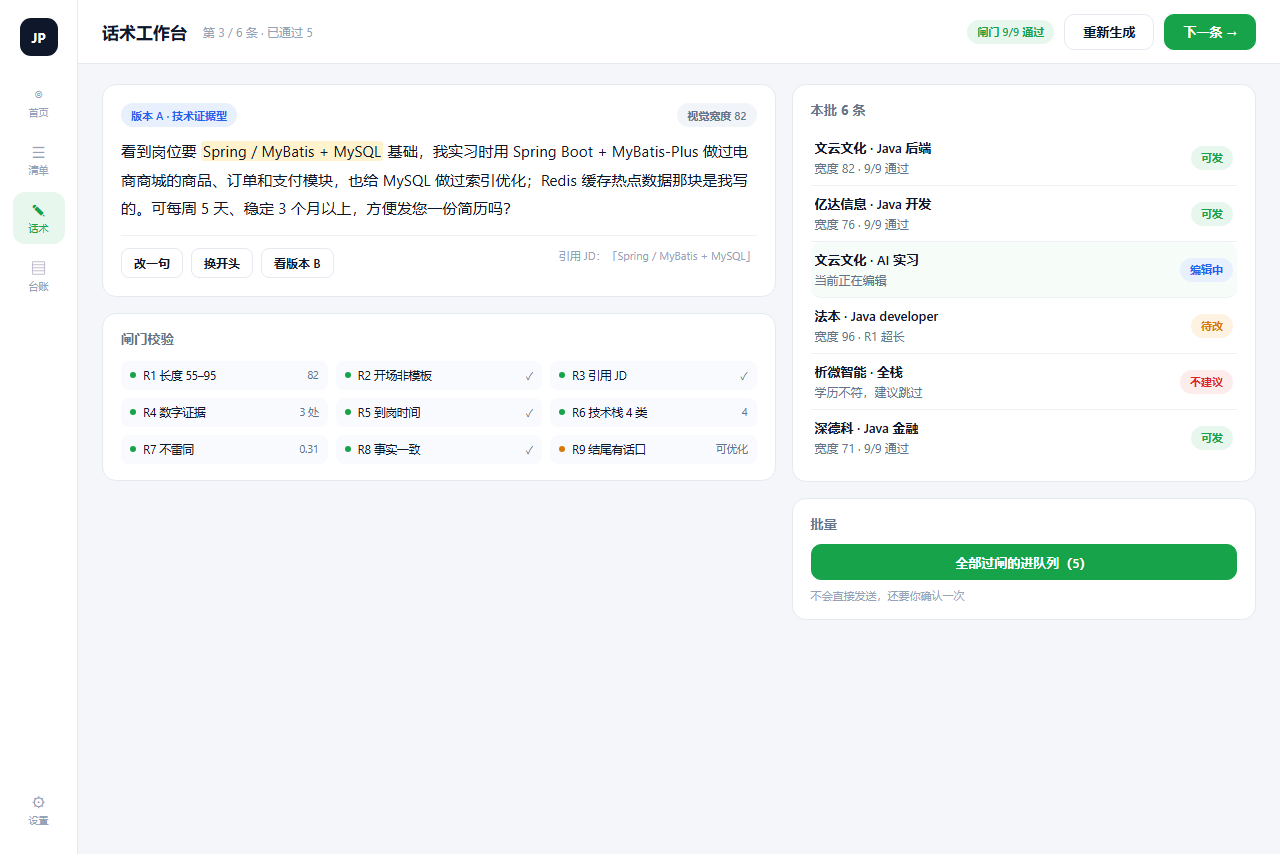 JP
首页
清单
话术
台账
设置
话术工作台
第 3 / 6 条 · 已通过 5
闸门 9/9 通过
重新生成
下一条 →
版本 A · 技术证据型
视觉宽度 82
看到岗位要 Spring / MyBatis + MySQL 基础，我实习时用 Spring Boot + MyBatis-Plus 做过电
商商城的商品、订单和支付模块，也给 MySQL 做过索引优化；Redis 缓存热点数据那块是我写
的。可每周 5 天、稳定 3 个月以上，方便发您一份简历吗？
改一句
换开头
看版本 B
引用 JD：「Spring / MyBatis + MySQL」
闸门校验
R1 长度 55–95
82
R2 开场非模板
✓
R3 引用 JD
✓
R4 数字证据
3 处
R5 到岗时间
✓
R6 技术栈 4 类
4
R7 不雷同
0.31
R8 事实一致
✓
R9 结尾有话口
可优化
本批 6 条
文云文化 · Java 后端
宽度 82 · 9/9 通过
可发
亿达信息 · Java 开发
宽度 76 · 9/9 通过
可发
文云文化 · AI 实习
当前正在编辑
编辑中
法本 · Java developer
宽度 96 · R1 超长
待改
析微智能 · 全栈
学历不符，建议跳过
不建议
深德科 · Java 金融
宽度 71 · 9/9 通过
可发
批量
全部过闸的进队列（5）
不会直接发送，还要你确认一次